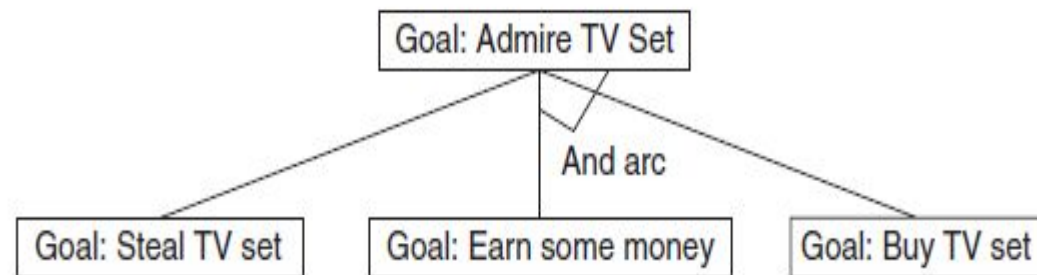 Goal: Admire TV Set
And arc
Goal: Steal TV set
Goal: Earn some money
Goal: Buy TV set